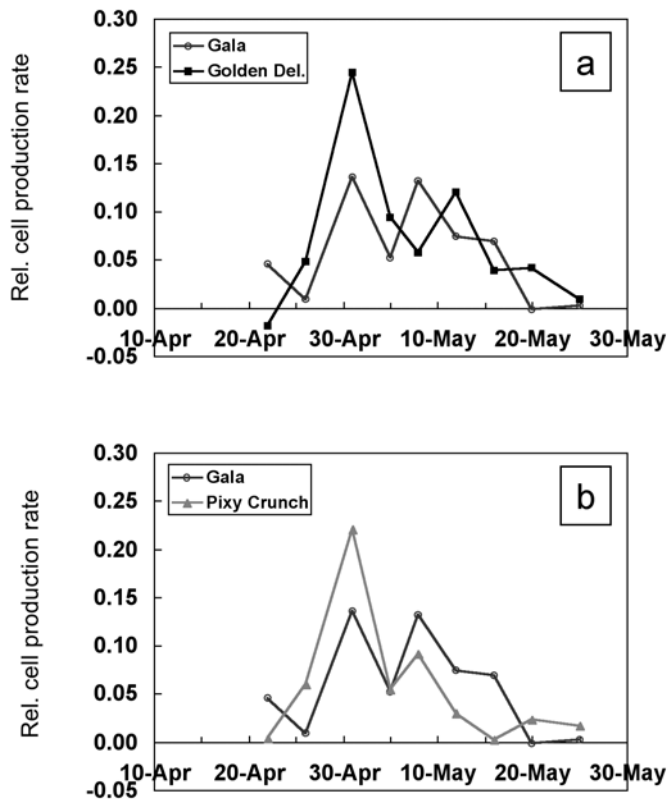 0.30
Gala
Golden Del.
a
0.25
0.20
0.15
0.10
0.05
0.00
-0.05
10-Apr 20-Apr 30-Apr 10-May 20-May 30-May
Rel. cell production rate
0.30
Gala
Pixy Crunch
b
0.25
0.20
0.15
0.10
0.05
0.00
-0.05
10-Apr 20-Apr 30-Apr 10-May 20-May 30-May
Rel. cell production rate